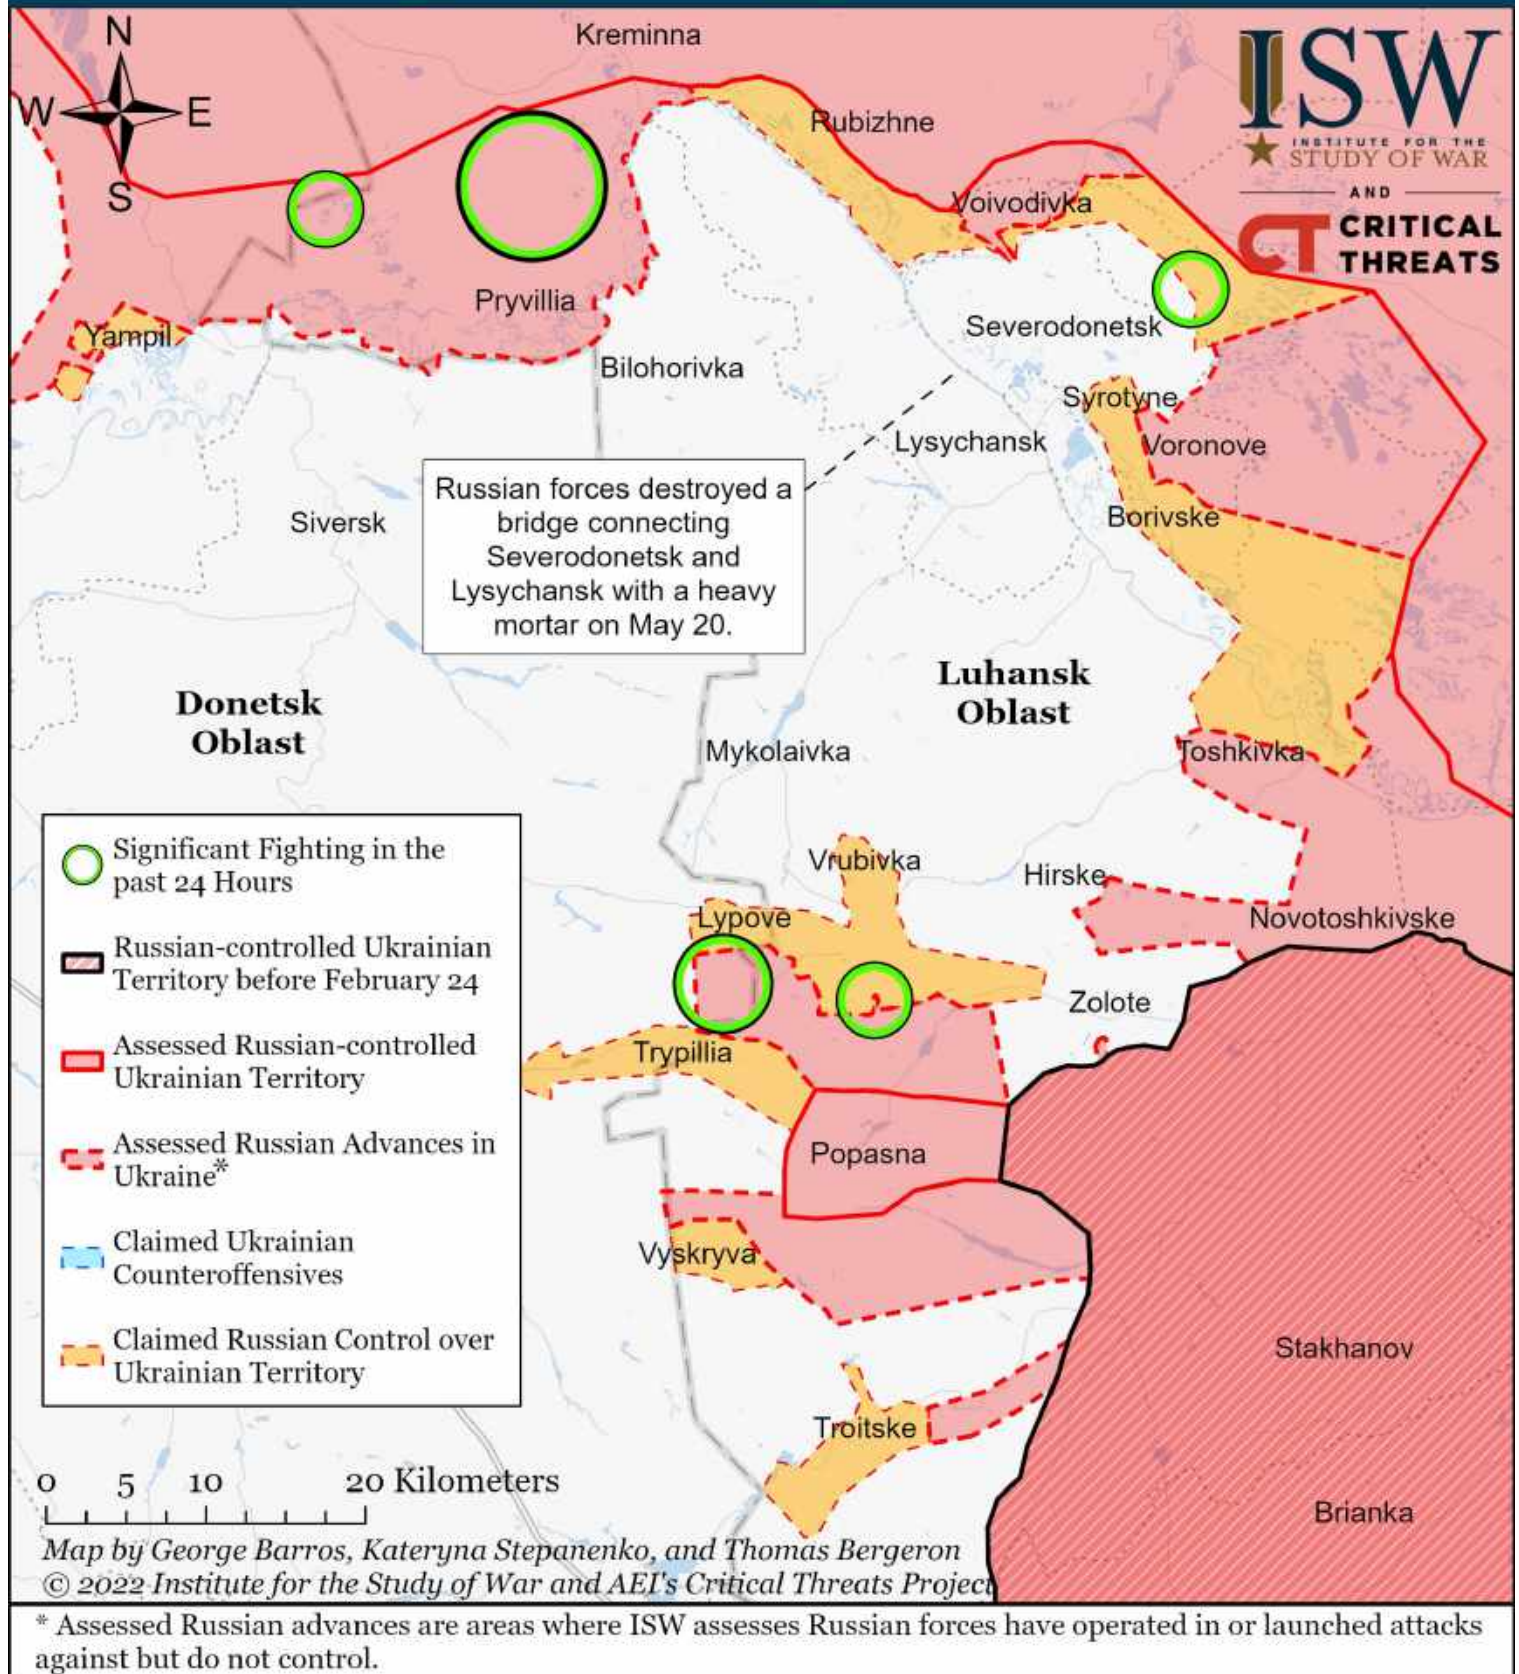 N
Kreminna
W
E
S
ISW
INSTITUTE FOR THE
STUDY OF WAR
AND
CT CRITICAL
THREATS
Rubizhne
Voivodivka
Pryvillia
Yampil
Severodonetsk
Bilohorivka
Syrotyne
Lysychansk
Voronove
Russian forces destroyed a
bridge connecting
Severodonetsk and
Lysychansk with a heavy
mortar on May 20.
Siversk
Borivske
Donetsk
Oblast
Luhansk
Oblast
Mykolaivka
Toshkivka
Vrubivka
Hirske
Lypove
Novotoshkivske
Zolote
Trypillia
Popasna
Vyskryva
Stakhanov
Troitske
Brianka
Significant Fighting in the
past 24 Hours
Russian-controlled Ukrainian
Territory before February 24
Assessed Russian-controlled
Ukrainian Territory
Assessed Russian Advances in
Ukraine*
Claimed Ukrainian
Counteroffensives
Claimed Russian Control over
Ukrainian Territory
0 5 10 20 Kilometers
Map by George Barros, Kateryna Stepanenko, and Thomas Bergeron
© 2022 Institute for the Study of War and AEI's Critical Threats Project
* Assessed Russian advances are areas where ISW assesses Russian forces have operated in or launched attacks
against but do not control.